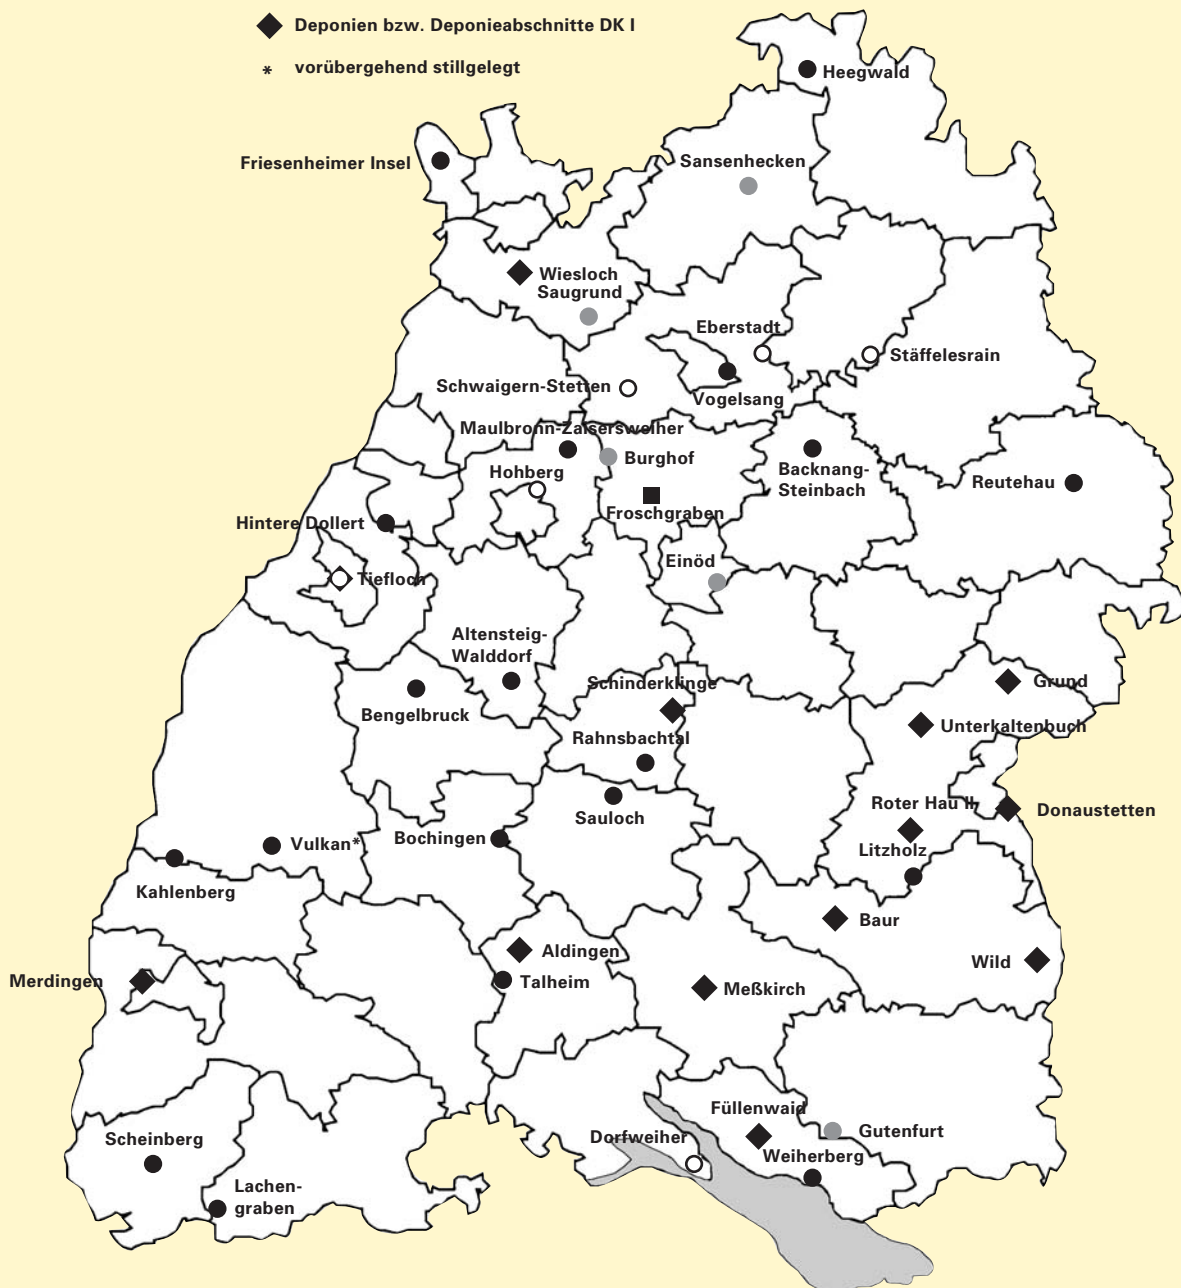 Deponien bzw. Deponieabschnitte DK I
* vorübergehend stillgelegt
Heegwald
Friesenheimer Insel
Sansenhecken
Wiesloch
Saugrund
Eberstadt
Stäffelesrain
Schwaigern-Stetten
Vogelsang
Maulbronn-Zaisersweiher
Burghof
Hohberg
Backnang-
Steinbach
Reutehau
Froschgraben
Hintere Dollert
Einöd
Tiefloch
Altensteig-
Walddorf
Schinderklinge
Grund
Bengelbruck
Unterkaltenbuch
Rahnsbachtal
Roter Hau II
Donaustetten
Sauloch
Bochingen
Vulkan*
Litzholz
Kahlenberg
Baur
Aldingen
Wild
Merdingen
Talheim
Meßkirch
Füllenwaid
Gutenfurt
Scheinberg
Dorfweiher
Weiherberg
Lachen-
graben